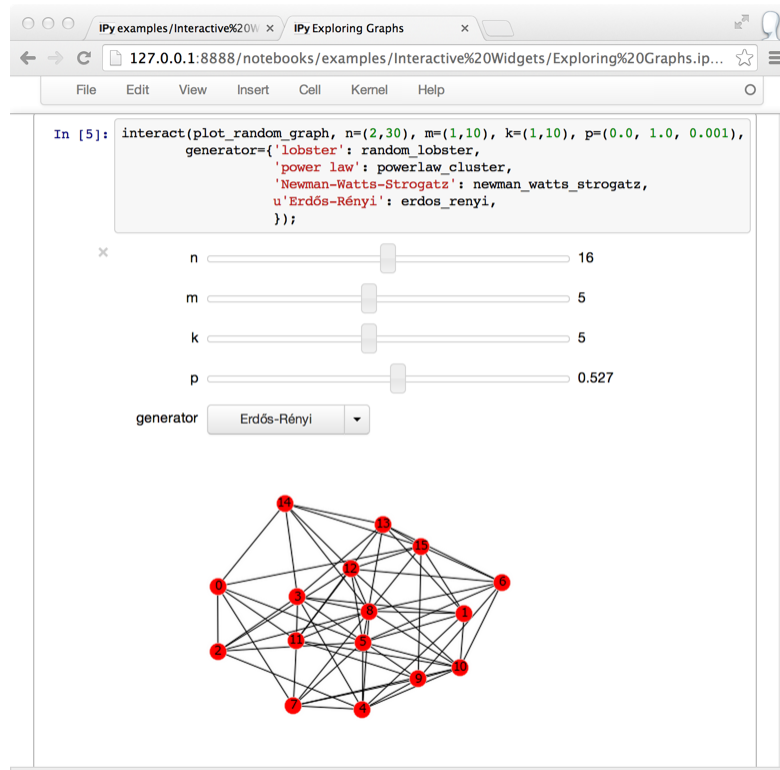 IPy examples/Interactive%20W
IPy Exploring Graphs
127.0.0.1:8888/notebooks/examples/Interactive%20Widgets/Exploring%20Graphs.ip...
File Edit View Insert Cell Kernel Help
In [5]: interact(plot_random_graph, n=(2,30), m=(1,10), k=(1,10), p=(0.0, 1.0, 0.001),
generator={'lobster': random_lobster,
'power law': powerlaw_cluster,
'Newman-Watts-Strogatz': newman_watts_strogatz,
u'Erdős-Rényi': erdos_renyi,
});
n 16
m 5
k 5
p 0.527
generator Erdős-Rényi
14
13
15
12
6
0
3
8
1
11
5
2
10
9
7
4